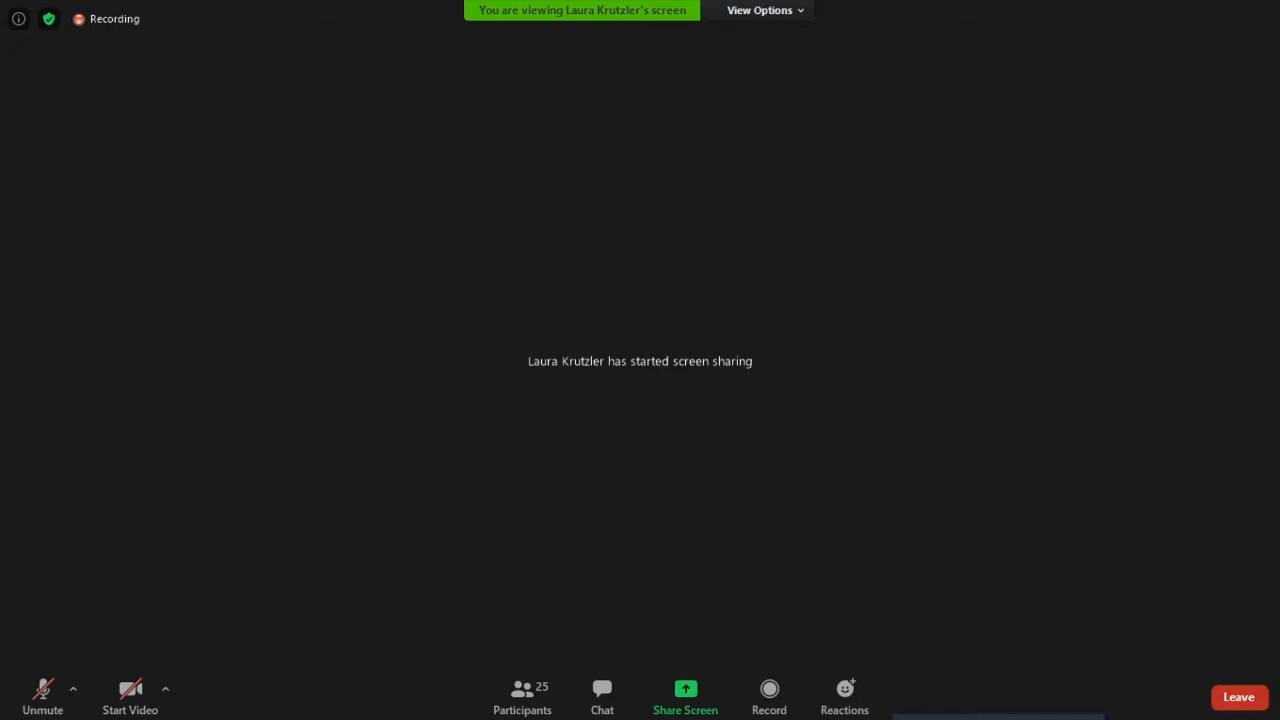 Recording
You are viewing Laura Krutzler's screen
View Options
Laura Krutzler has started screen sharing
Unmute
Start Video
25
Participants
Chat
Share Screen
Record
Reactions
Leave